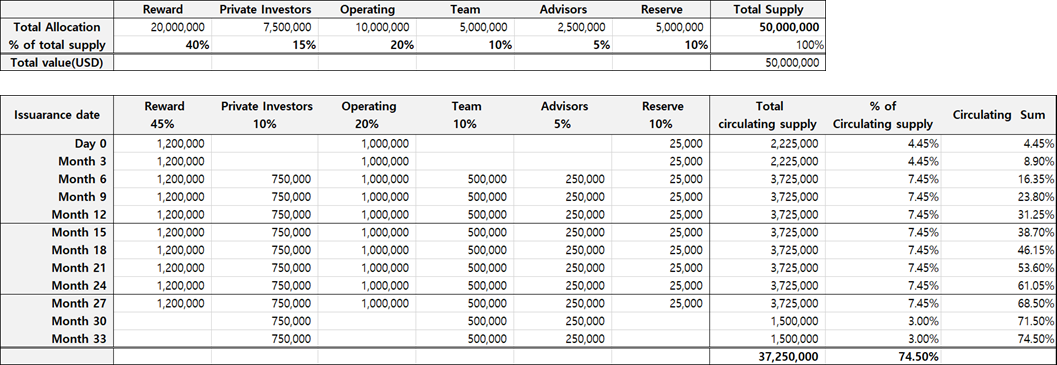 Reward Private Investors Operating Team Advisors Reserve Total Supply
Total Allocation 20,000,000 7,500,000 10,000,000 5,000,000 2,500,000 5,000,000 50,000,000
% of total supply 40% 15% 20% 10% 5% 10% 100%
Total value(USD) 50,000,000
Issuarance date Reward Private Investors Operating Team Advisors Reserve Total % of Circulating Sum
45% 10% 20% 10% 5% 10% circulating supply Circulating supply
Day 0 1,200,000 1,000,000 25,000 2,225,000 4.45% 4.45%
Month 3 1,200,000 1,000,000 25,000 2,225,000 4.45% 8.90%
Month 6 1,200,000 750,000 1,000,000 500,000 250,000 25,000 3,725,000 7.45% 16.35%
Month 9 1,200,000 750,000 1,000,000 500,000 250,000 25,000 3,725,000 7.45% 23.80%
Month 12 1,200,000 750,000 1,000,000 500,000 250,000 25,000 3,725,000 7.45% 31.25%
Month 15 1,200,000 750,000 1,000,000 500,000 250,000 25,000 3,725,000 7.45% 38.70%
Month 18 1,200,000 750,000 1,000,000 500,000 250,000 25,000 3,725,000 7.45% 46.15%
Month 21 1,200,000 750,000 1,000,000 500,000 250,000 25,000 3,725,000 7.45% 53.60%
Month 24 1,200,000 750,000 1,000,000 500,000 250,000 25,000 3,725,000 7.45% 61.05%
Month 27 1,200,000 750,000 1,000,000 500,000 250,000 25,000 3,725,000 7.45% 68.50%
Month 30 750,000 500,000 250,000 1,500,000 3.00% 71.50%
Month 33 750,000 500,000 250,000 1,500,000 3.00% 74.50%
37,250,000 74.50%